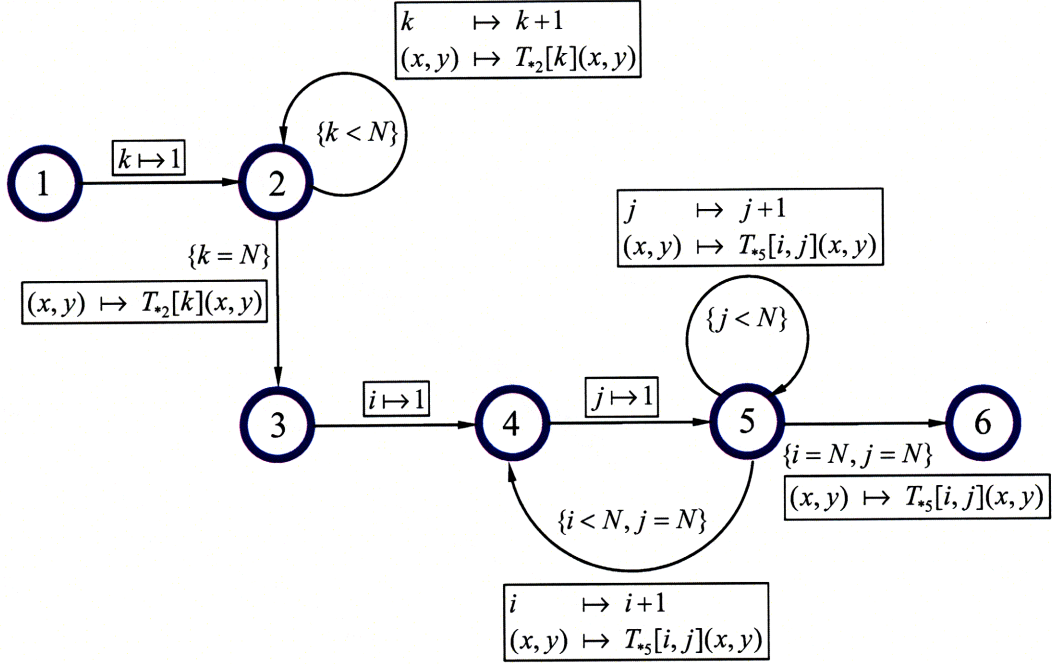 k ↦ k+1
(x, y) ↦ T*2[k](x, y)
{k < N}
k ↦ 1
1
2
{k = N}
(x, y) ↦ T*2[k](x, y)
j ↦ j+1
(x, y) ↦ T*5[i, j](x, y)
{j < N}
3
i ↦ 1
4
j ↦ 1
5
6
{i = N, j = N}
(x, y) ↦ T*5[i, j](x, y)
{i < N, j = N}
i ↦ i+1
(x, y) ↦ T*5[i, j](x, y)